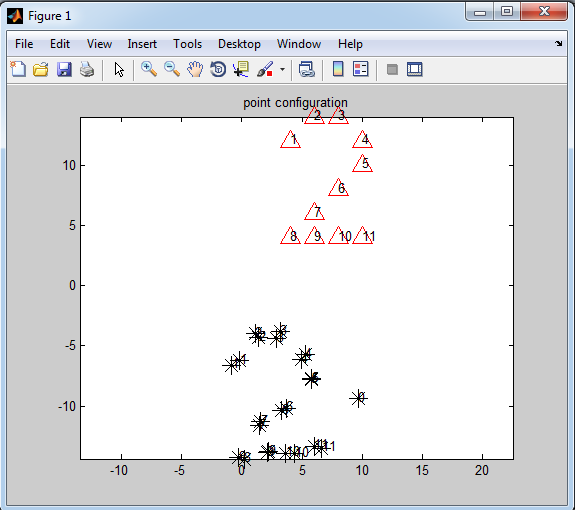 Figure 1
File Edit View Insert Tools Desktop Window Help
point configuration
2 3
1 4
10
5
6
7
5
8 9 10 11
0
-5
-10
-10 -5 0 5 10 15 20